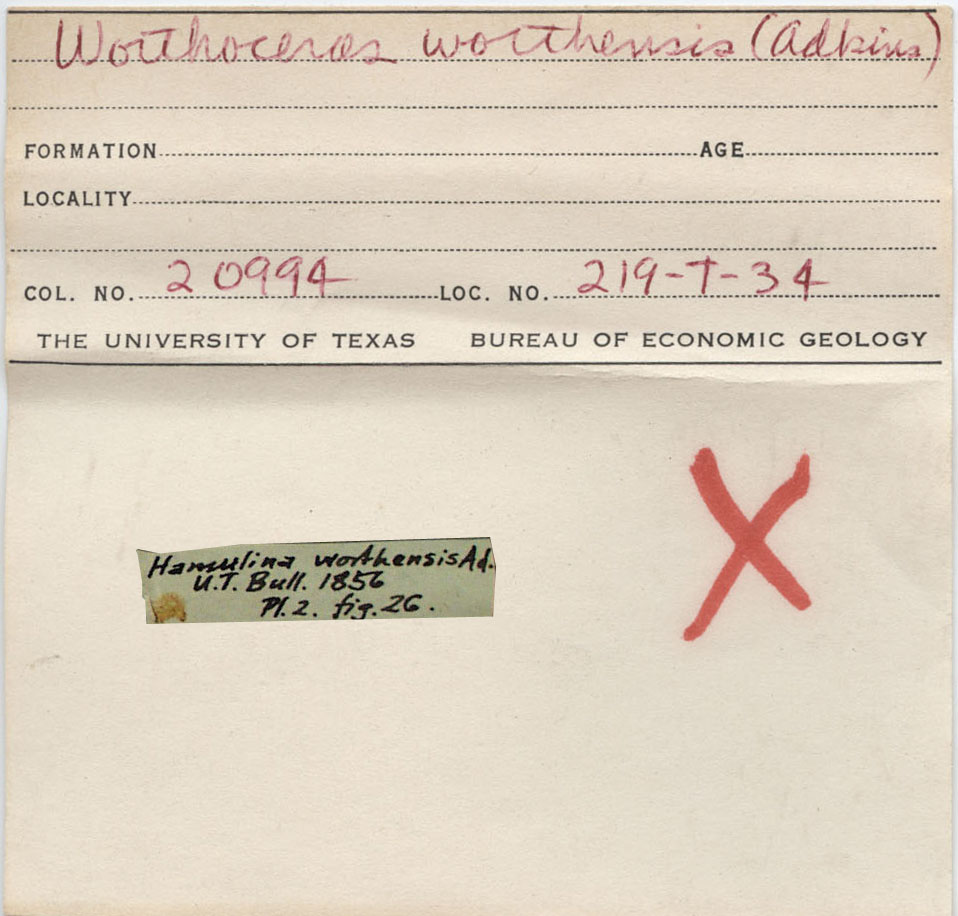 Worthoceras worthensis (Adkins)
FORMATION AGE
LOCALITY
COL. NO. 20994 LOC. NO. 219-T-34
THE UNIVERSITY OF TEXAS BUREAU OF ECONOMIC GEOLOGY
X
Hamulina worthensis Ad.
U.T. Bull. 1856
Pl. 2. fig. 26.